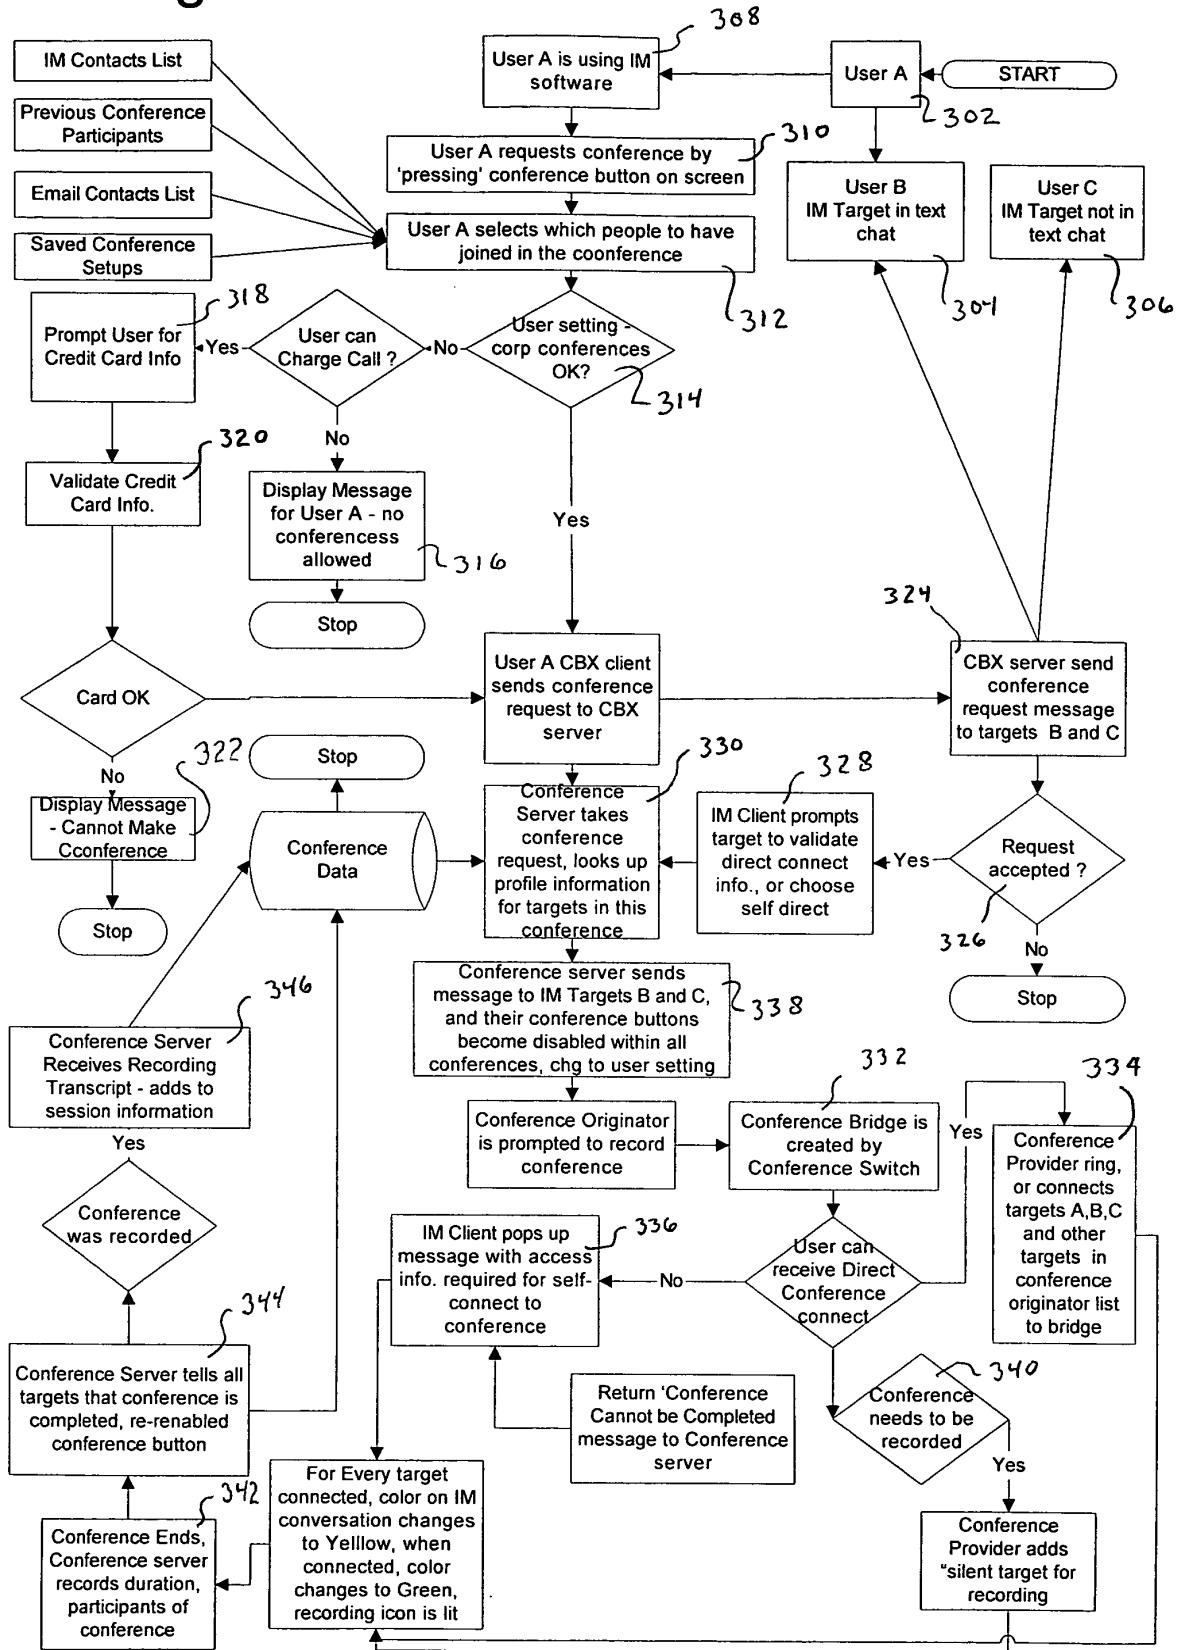 308
IM Contacts List
User A is using IM
software
User A
START
302
Previous Conference
Participants
310
User A requests conference by
'pressing' conference button on screen
Email Contacts List
User B
IM Target in text
chat
User C
IM Target not in
text chat
Saved Conference
Setups
User A selects which people to have
joined in the coonference
304
306
312
318
Prompt User for
Credit Card Info
Yes
User can
Charge Call ?
No
User setting -
corp conferences
OK?
314
320
No
Validate Credit
Card Info.
Display Message
for User A - no
conferencess
allowed
316
Yes
Stop
324
Card OK
User A CBX client
sends conference
request to CBX
server
CBX server send
conference
request message
to targets B and C
322
Stop
330
328
No
Display Message
- Cannot Make
Cconference
Conference
Data
Conference
Server takes
conference
request, looks up
profile information
for targets in this
conference
IM Client prompts
target to validate
direct connect
info., or choose
self direct
Yes
Request
accepted ?
326
No
Stop
Stop
346
Conference server sends
message to IM Targets B and C,
and their conference buttons
become disabled within all
conferences, chg to user setting
338
Conference Server
Receives Recording
Transcript - adds to
session information
332
334
Conference Originator
is prompted to record
conference
Conference Bridge is
created by
Conference Switch
Yes
Conference
Provider ring,
or connects
targets A,B,C
and other
targets in
conference
originator list
to bridge
Yes
Conference
was recorded
IM Client pops up
message with access
info. required for self-
connect to
conference
336
No
User can
receive Direct
Conference
connect
344
340
Conference Server tells all
targets that conference is
completed, re-renabled
conference button
Return 'Conference
Cannot be Completed
message to Conference
server
Conference
needs to be
recorded
Yes
342
For Every target
connected, color on IM
conversation changes
to Yelllow, when
connected, color
changes to Green,
recording icon is lit
Conference Ends,
Conference server
records duration,
participants of
conference
Conference
Provider adds
“silent target for
recording